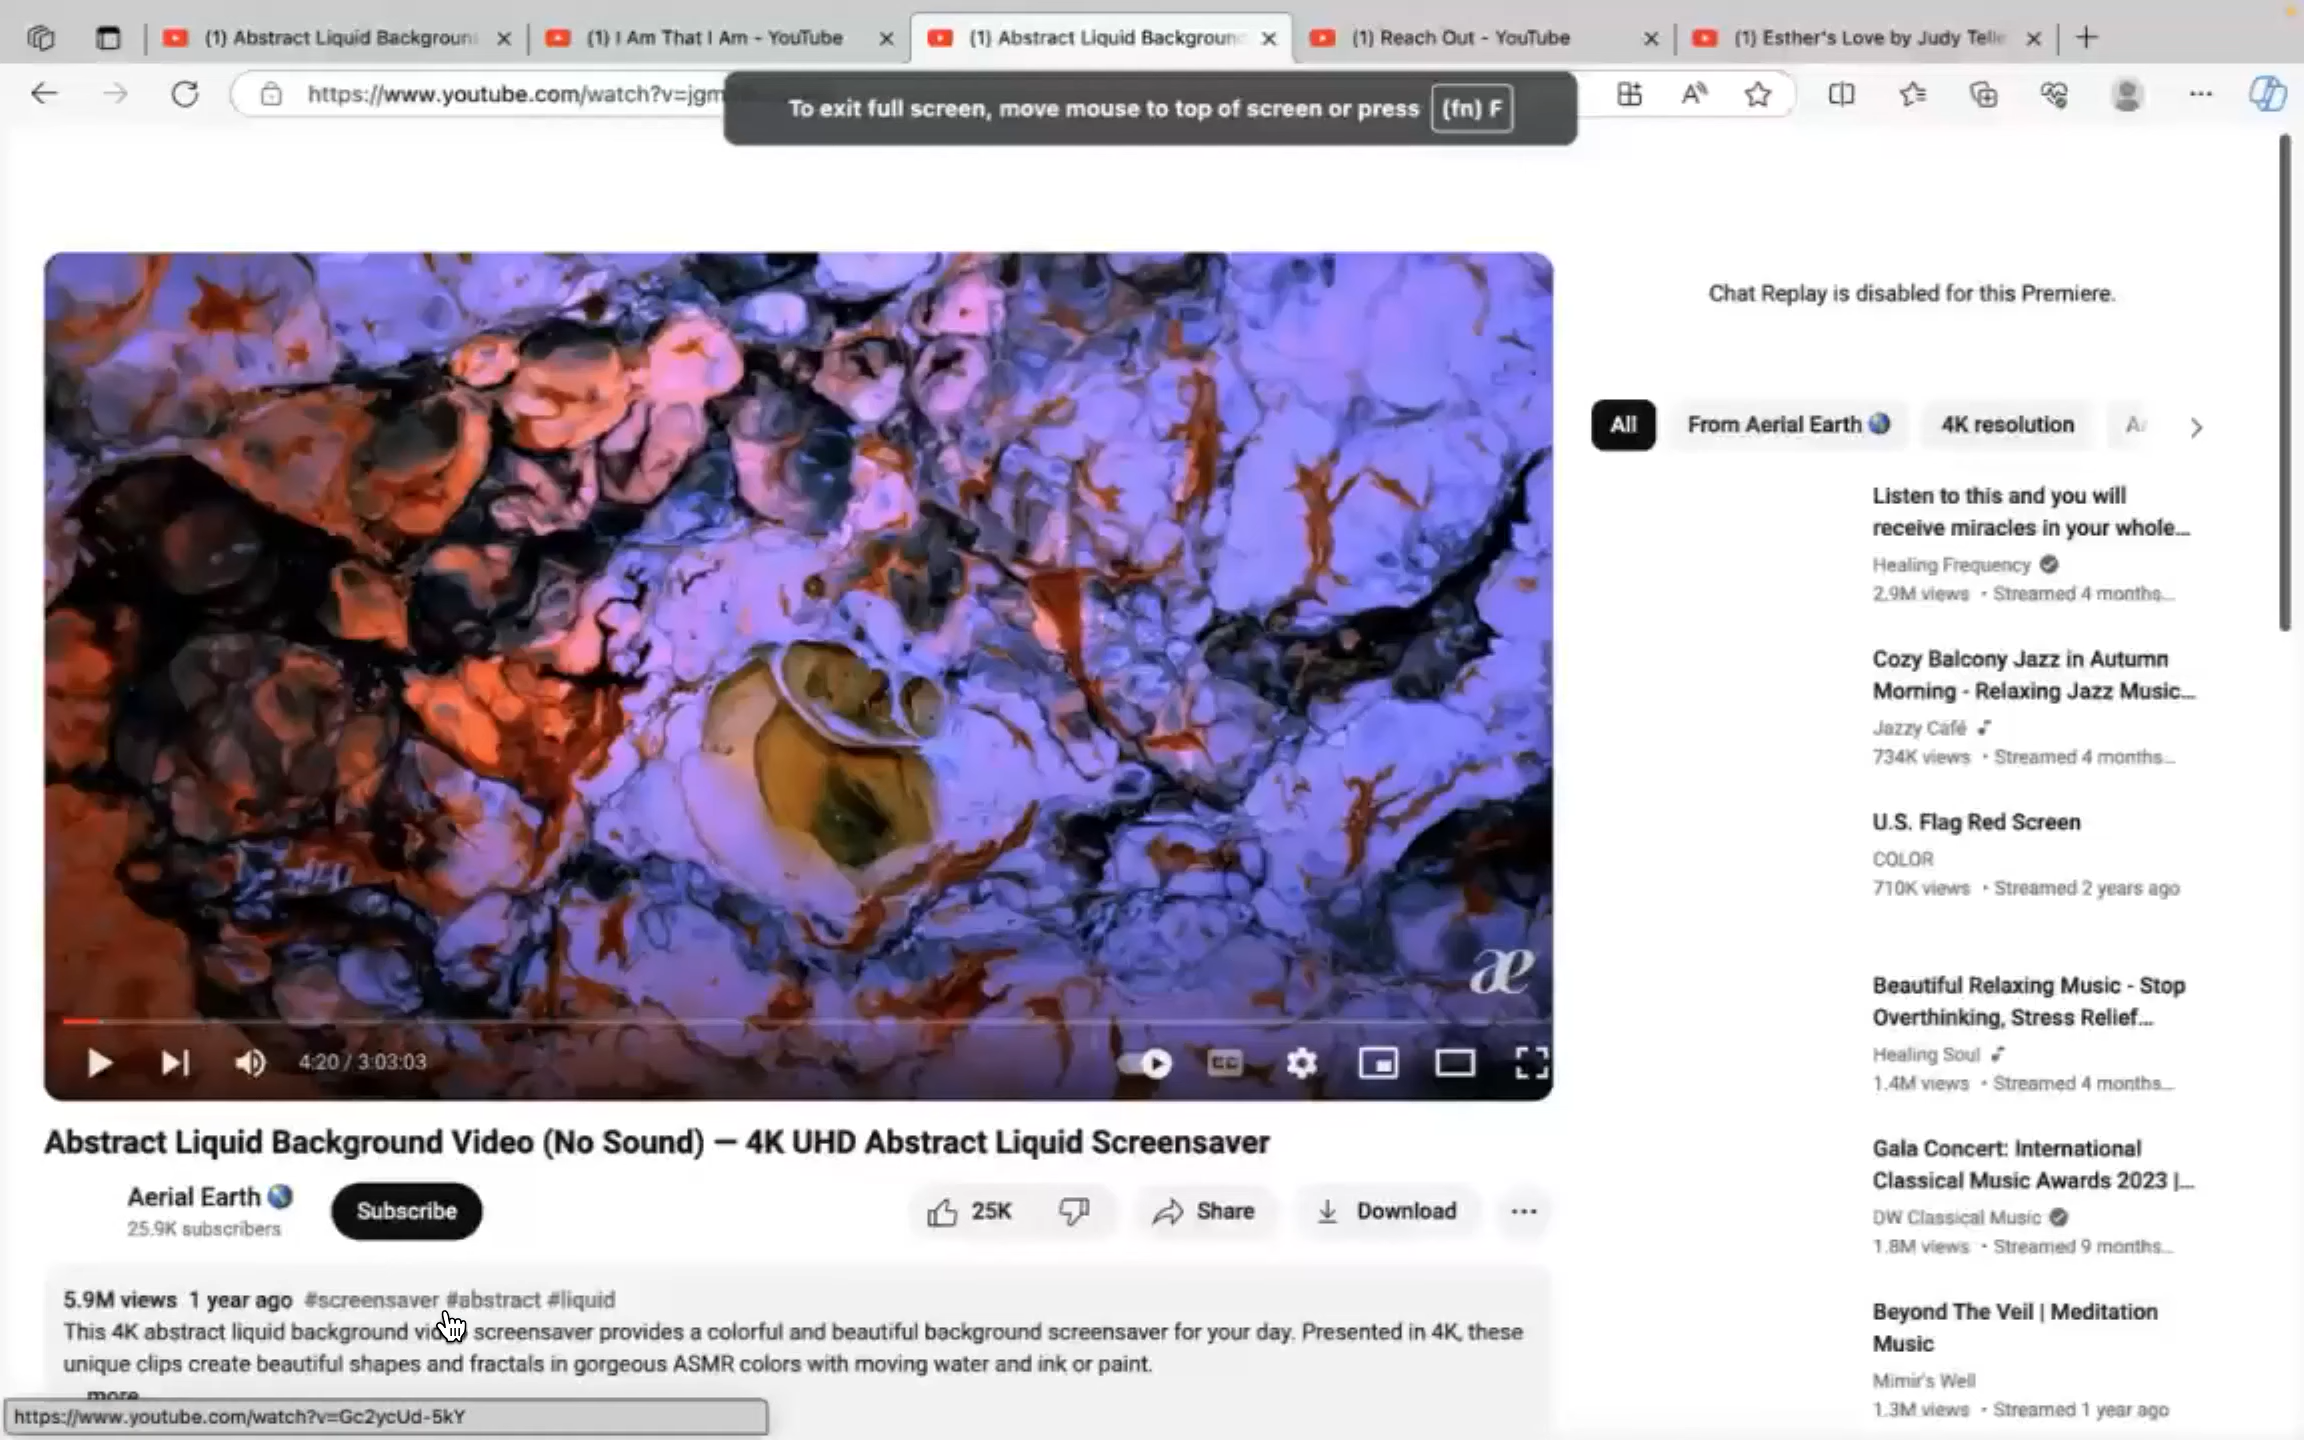 (1) Abstract Liquid Backgroun
(1) I Am That I Am - YouTube
(1) Abstract Liquid Backgroun
(1) Reach Out - YouTube
(1) Esther's Love by Judy Telle
https://www.youtube.com/watch?v=jgm
To exit full screen, move mouse to top of screen or press (fn) F
Chat Replay is disabled for this Premiere.
All
From Aerial Earth
4K resolution
Listen to this and you will
receive miracles in your whole...
Healing Frequency
2.9M views • Streamed 4 months...
Cozy Balcony Jazz in Autumn
Morning - Relaxing Jazz Music...
Jazzy Café
734K views • Streamed 4 months...
U.S. Flag Red Screen
COLOR
710K views • Streamed 2 years ago
Beautiful Relaxing Music - Stop
Overthinking, Stress Relief...
Healing Soul
1.4M views • Streamed 4 months...
Gala Concert: International
Classical Music Awards 2023 |...
DW Classical Music
1.8M views • Streamed 9 months...
Beyond The Veil | Meditation
Music
Mimir's Well
1.3M views • Streamed 1 year ago
æ
4:20 / 3:03:03
CC
Abstract Liquid Background Video (No Sound) — 4K UHD Abstract Liquid Screensaver
Aerial Earth
25.9K subscribers
Subscribe
25K
Share
Download
5.9M views 1 year ago #screensaver #abstract #liquid
This 4K abstract liquid background screensaver provides a colorful and beautiful background screensaver for your day. Presented in 4K, these
unique clips create beautiful shapes and fractals in gorgeous ASMR colors with moving water and ink or paint.
more
https://www.youtube.com/watch?v=Gc2ycUd-5kY